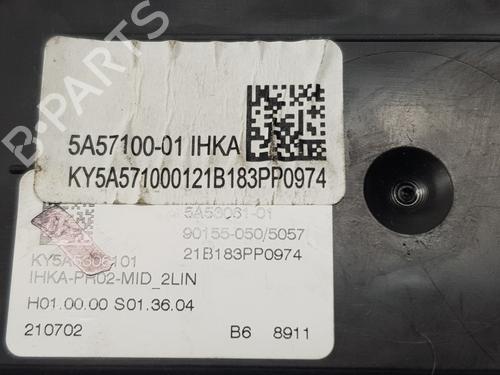 B-PARTS
5A57100-01 IHKA
KY5A571000121B183PP0974
90155-050/5057
21B183PP0974
IHKA-PR02-MID_2LIN
H01.00.00 S01.36.04
210702 B6 8911